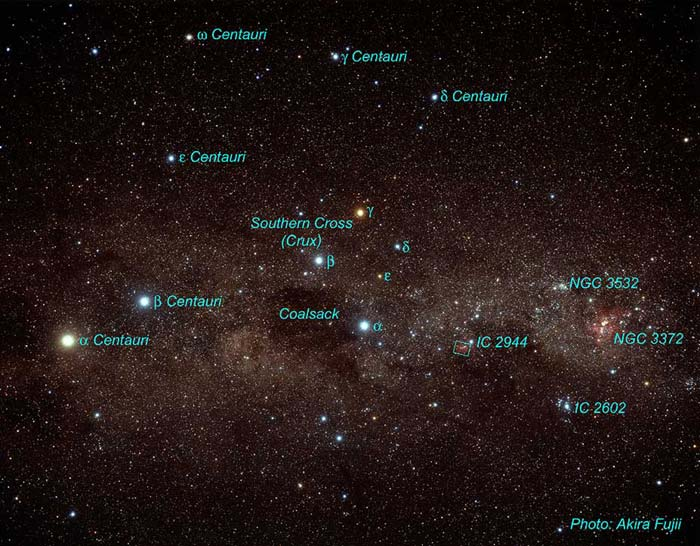 ω Centauri
γ Centauri
δ Centauri
ε Centauri
γ
Southern Cross
(Crux)
δ
β
ε
NGC 3532
β Centauri
Coalsack
α
NGC 3372
α Centauri
IC 2944
IC 2602
Photo: Akira Fujii